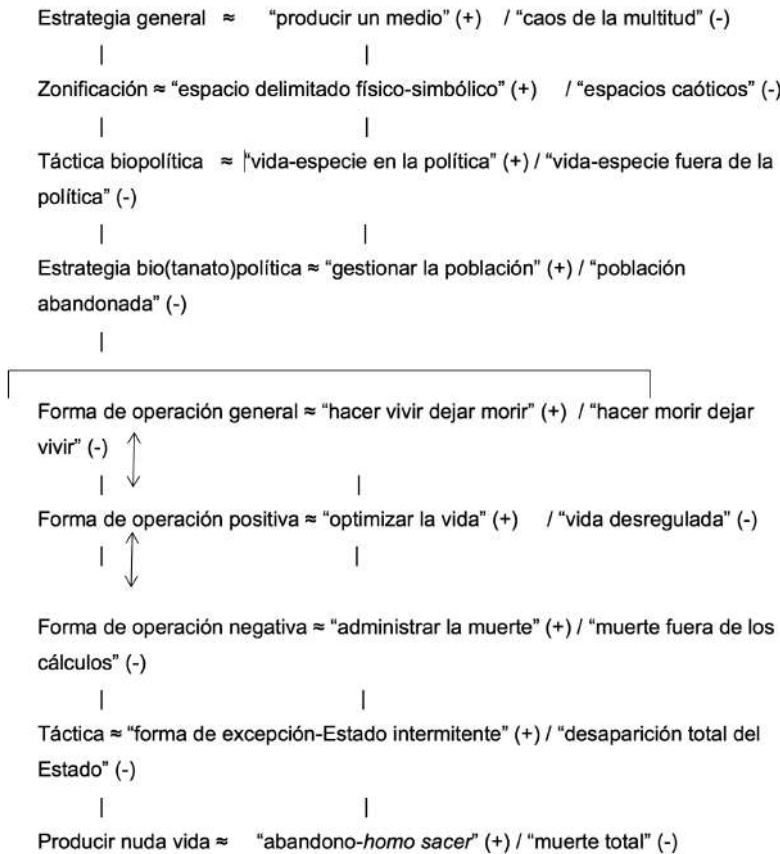 Estrategia general ≈ “producir un medio” (+) / “caos de la multitud” (-)
Zonificación ≈ “espacio delimitado físico-simbólico” (+) / “espacios caóticos” (-)
Táctica biopolítica ≈ “vida-especie en la política” (+) / “vida-especie fuera de la
política” (-)
Estrategia bio(tanato)política ≈ “gestionar la población” (+) / “población
abandonada” (-)
Forma de operación general ≈ “hacer vivir dejar morir” (+) / “hacer morir dejar
vivir” (-)
Forma de operación positiva ≈ “optimizar la vida” (+) / “vida desregulada” (-)
Forma de operación negativa ≈ “administrar la muerte” (+) / “muerte fuera de los
cálculos” (-)
Táctica ≈ “forma de excepción-Estado intermitente” (+) / “desaparición total del
Estado” (-)
Producir nuda vida ≈ “abandono-homo sacer” (+) / “muerte total” (-)